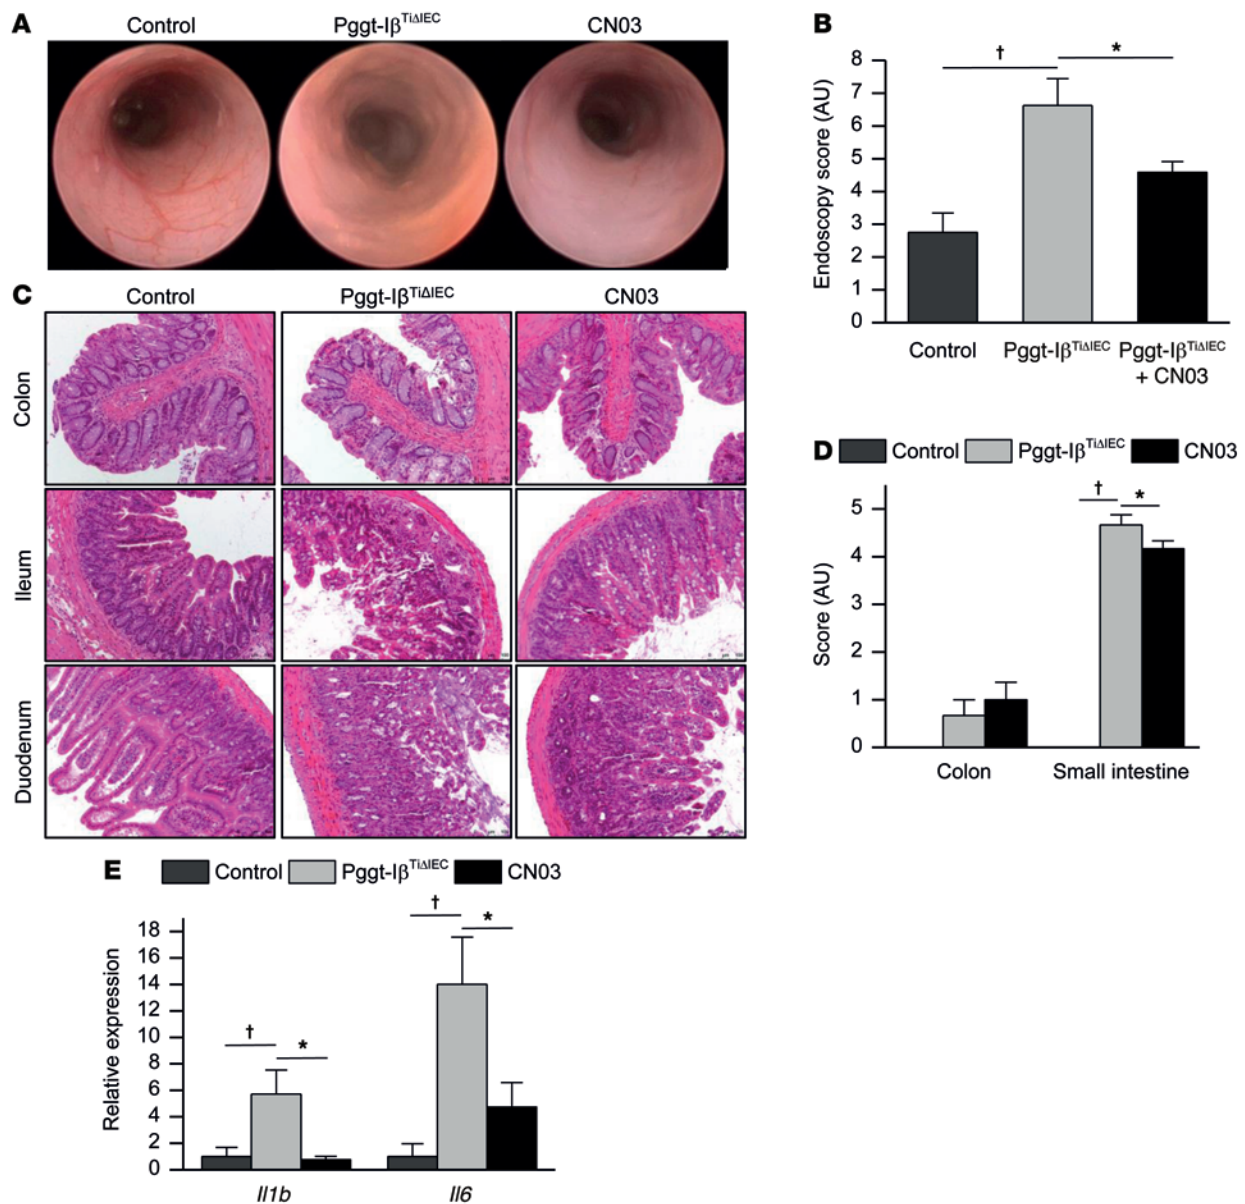 A
Control
Pggt-Iβ^TiΔIEC
CN03
B
†
*
8
7
6
5
4
3
2
1
0
Endoscopy score (AU)
Control
Pggt-Iβ^TiΔIEC
Pggt-Iβ^TiΔIEC
+ CN03
C
Control
Pggt-Iβ^TiΔIEC
CN03
Colon
Ileum
Duodenum
D
Control
Pggt-Iβ^TiΔIEC
CN03
†
*
5
4
3
2
1
0
Score (AU)
Colon
Small intestine
E
Control
Pggt-Iβ^TiΔIEC
CN03
†
*
†
*
18
16
14
12
10
8
6
4
2
0
Relative expression
Il1b
Il6